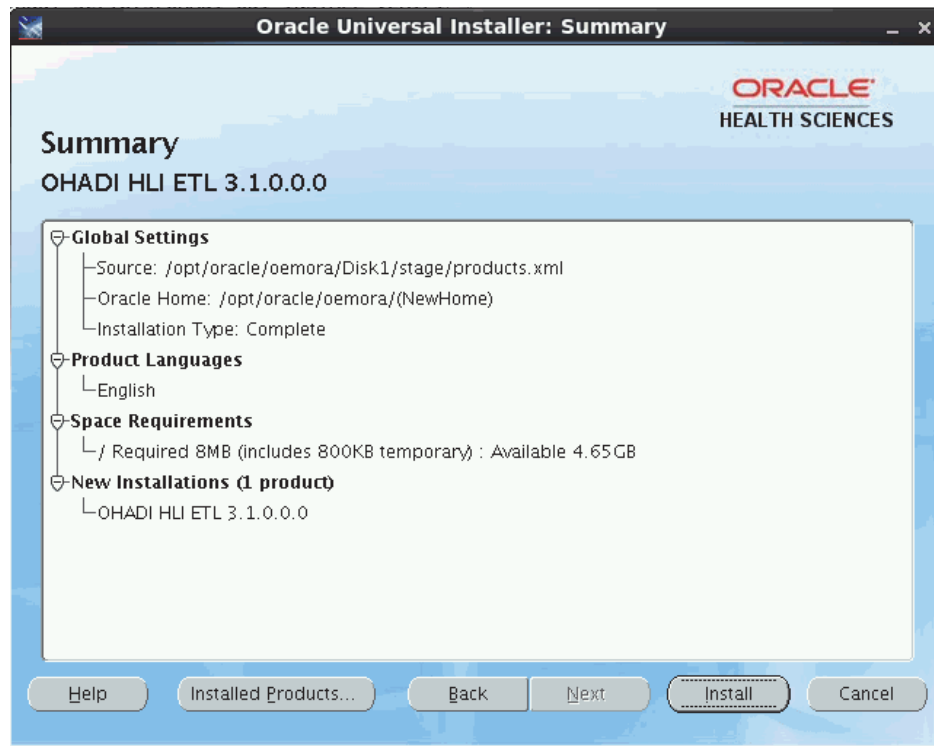 Oracle Universal Installer: Summary
ORACLE
HEALTH SCIENCES
Summary
OHADI HLI ETL 3.1.0.0.0
Global Settings
Source: /opt/oracle/oemora/Disk1/stage/products.xml
Oracle Home: /opt/oracle/oemora/(NewHome)
Installation Type: Complete
Product Languages
English
Space Requirements
/ Required 8MB (includes 800KB temporary) : Available 4.65GB
New Installations (1 product)
OHADI HLI ETL 3.1.0.0.0
Help Installed Products... Back Next Install Cancel